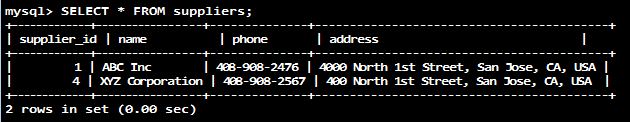 mysql> SELECT * FROM suppliers;
+-------------+-----------------+--------------+--------------------------------------+
| supplier_id | name            | phone        | address                              |
+-------------+-----------------+--------------+--------------------------------------+
|           1 | ABC Inc         | 408-908-2476 | 4000 North 1st Street, San Jose, CA, USA |
|           4 | XYZ Corporation | 408-908-2567 | 400 North 1st Street, San Jose, CA, USA  |
+-------------+-----------------+--------------+--------------------------------------+
2 rows in set (0.00 sec)